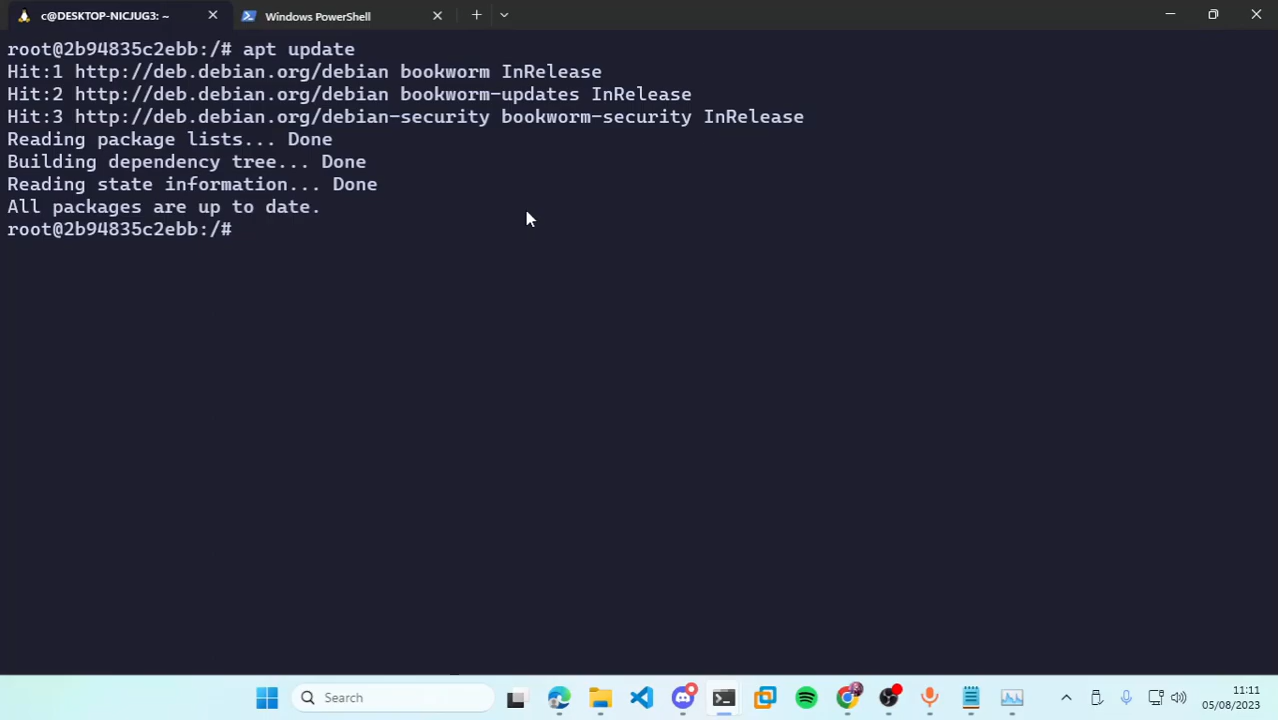 c@DESKTOP-NICJUG3: ~
Windows PowerShell
root@2b94835c2ebb:/# apt update
Hit:1 http://deb.debian.org/debian bookworm InRelease
Hit:2 http://deb.debian.org/debian bookworm-updates InRelease
Hit:3 http://deb.debian.org/debian-security bookworm-security InRelease
Reading package lists... Done
Building dependency tree... Done
Reading state information... Done
All packages are up to date.
root@2b94835c2ebb:/#
Search
11:11
05/08/2023